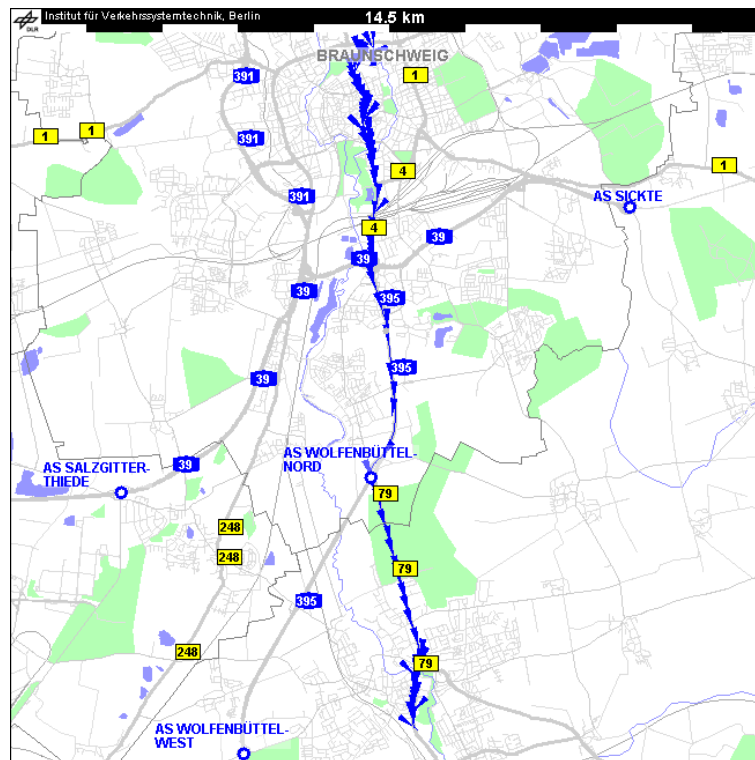 DLR
Institut für Verkehrssystemtechnik, Berlin
14.5 km
BRAUNSCHWEIG
391
1
1
1
391
4
1
391
AS SICKTE
4
39
39
39
395
395
39
AS WOLFENBÜTTEL-
NORD
AS SALZGITTER-
THIEDE
39
79
248
248
79
395
248
79
AS WOLFENBÜTTEL-
WEST